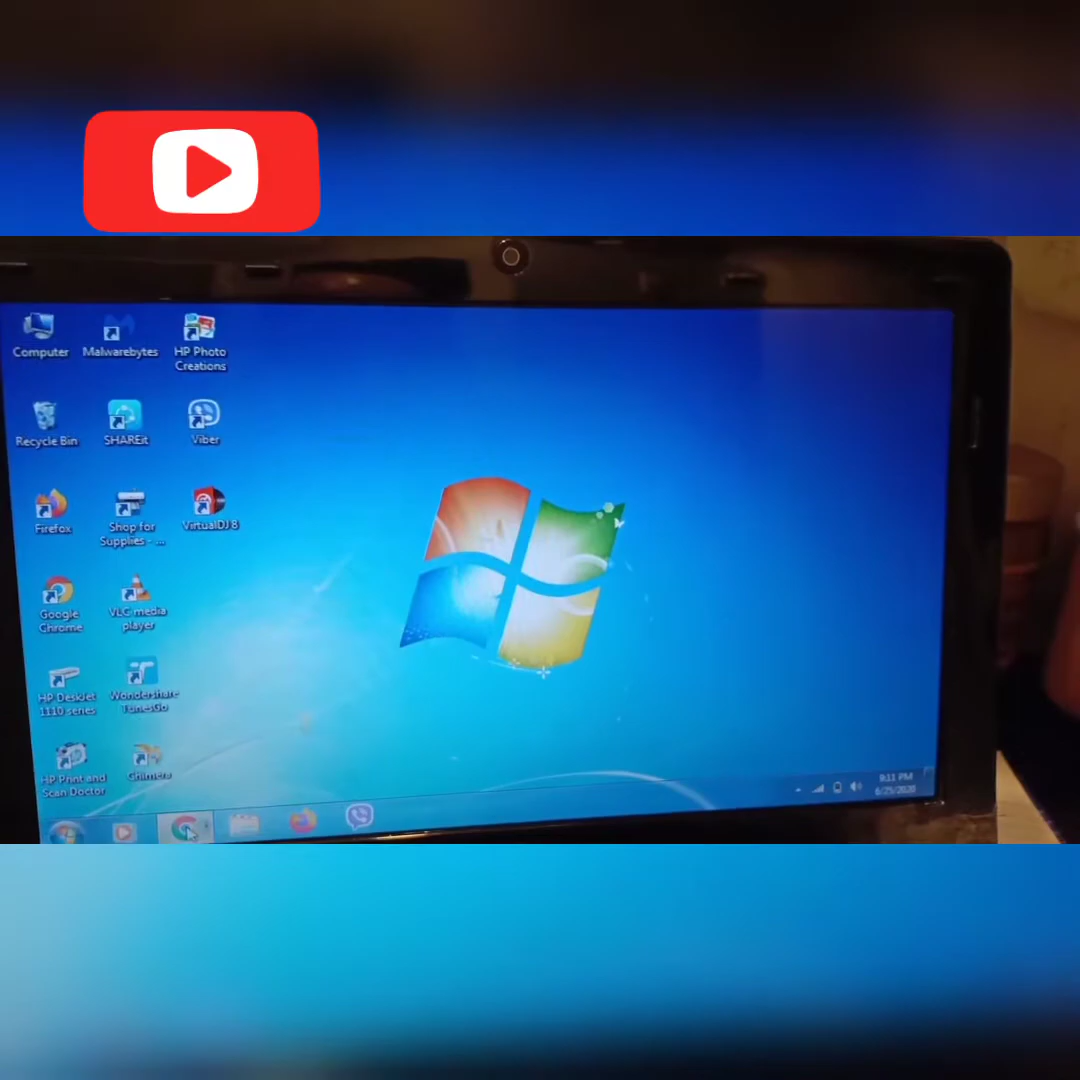 Computer
Malwarebytes
HP Photo
Creations
Recycle Bin
SHAREit
Viber
Firefox
Shop for
Supplies - ...
VirtualDJ 8
Google
Chrome
VLC media
player
HP DeskJet
1110 series
Wondershare
TunesGo
HP Print and
Scan Doctor
Chimera
9:11 PM
6/25/2020